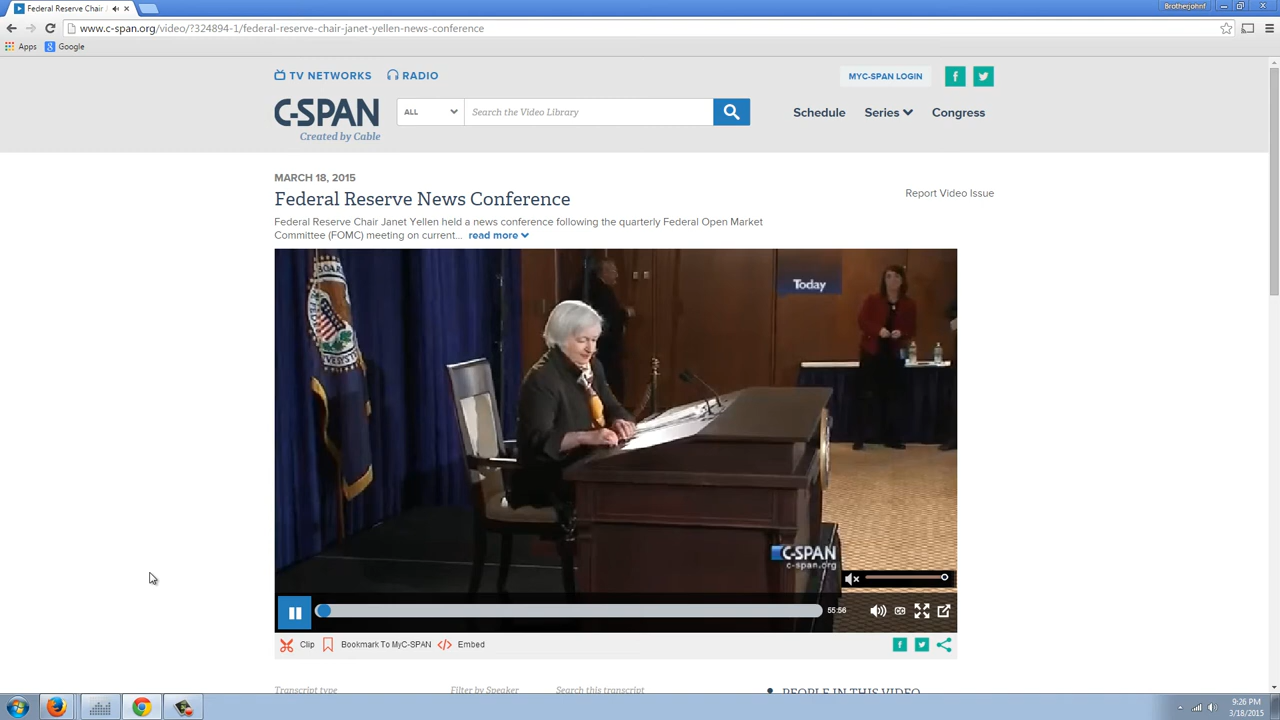 Federal Reserve Chair J
Brotherjohnf
www.c-span.org/video/?324894-1/federal-reserve-chair-janet-yellen-news-conference
Apps Google
TV NETWORKS RADIO
MYC-SPAN LOGIN
C-SPAN
Created by Cable
ALL
Search the Video Library
Schedule Series Congress
MARCH 18, 2015
Federal Reserve News Conference
Report Video Issue
Federal Reserve Chair Janet Yellen held a news conference following the quarterly Federal Open Market
Committee (FOMC) meeting on current... read more
Today
C-SPAN
c-span.org
55:56
CC
Clip Bookmark To MyC-SPAN Embed
Transcript type Filter by Speaker Search this transcript
PEOPLE IN THIS VIDEO
9:26 PM
3/18/2015